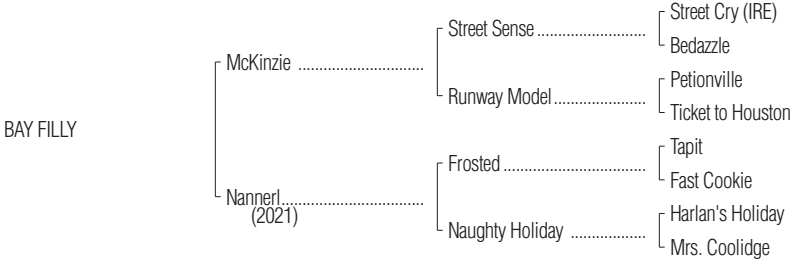 Street Cry (IRE)
Street Sense ..........................
Bedazzle
McKinzie ..............................
Petionville
Runway Model ......................
Ticket to Houston
BAY FILLY
Tapit
Frosted ..................................
Fast Cookie
Nannerl ..................................
(2021)
Harlan's Holiday
Naughty Holiday ..................
Mrs. Coolidge